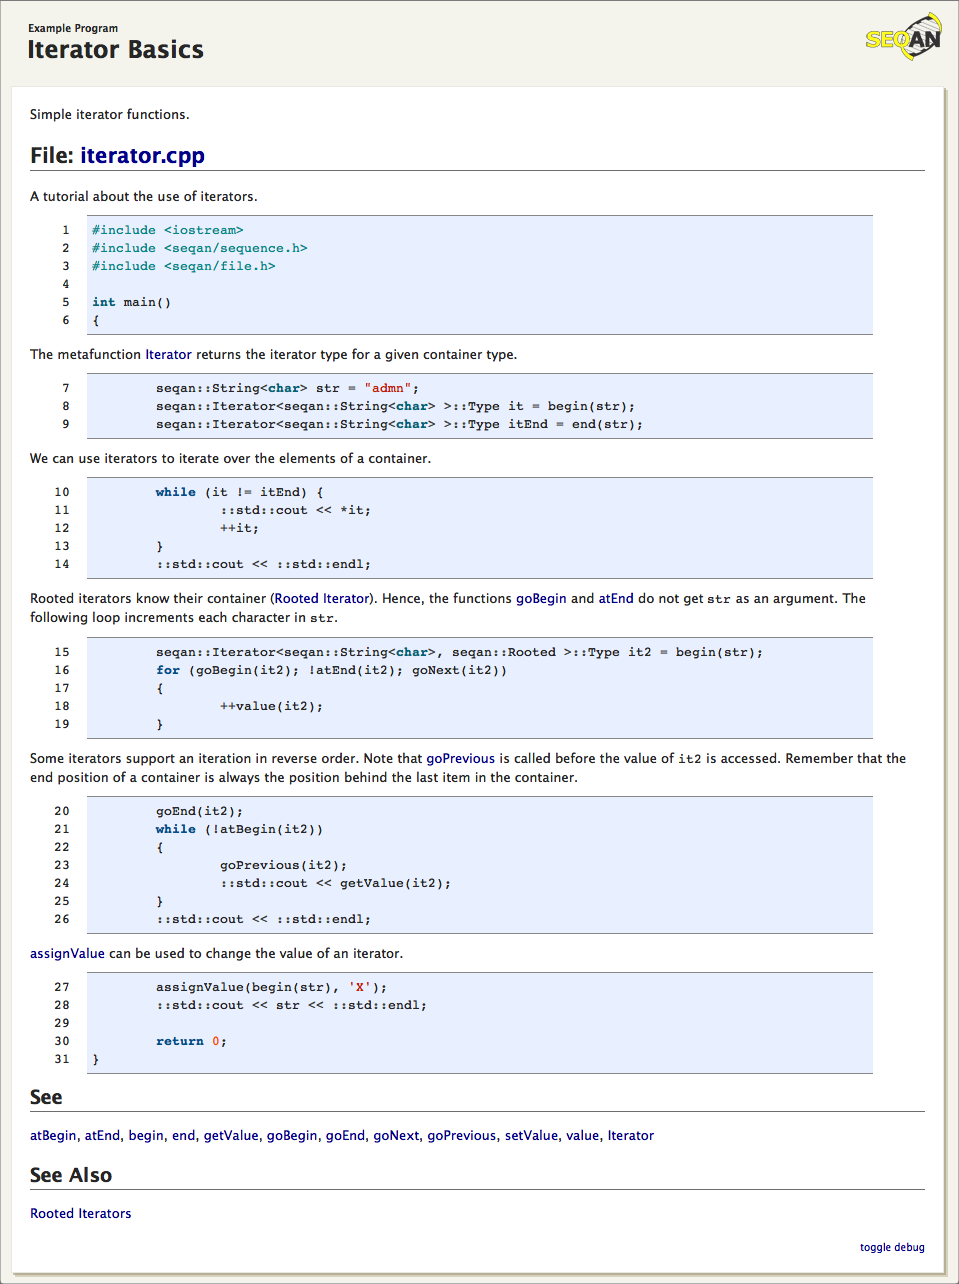 Example Program
Iterator Basics
SEQAN
Simple iterator functions.
File: iterator.cpp
A tutorial about the use of iterators.
1 #include <iostream>
2 #include <seqan/sequence.h>
3 #include <seqan/file.h>
4
5 int main()
6 {
The metafunction Iterator returns the iterator type for a given container type.
7 seqan::String<char> str = "admn";
8 seqan::Iterator<seqan::String<char> >::Type it = begin(str);
9 seqan::Iterator<seqan::String<char> >::Type itEnd = end(str);
We can use iterators to iterate over the elements of a container.
10 while (it != itEnd) {
11 ::std::cout << *it;
12 ++it;
13 }
14 ::std::cout << ::std::endl;
Rooted iterators know their container (Rooted Iterator). Hence, the functions goBegin and atEnd do not get str as an argument. The
following loop increments each character in str.
15 seqan::Iterator<seqan::String<char>, seqan::Rooted >::Type it2 = begin(str);
16 for (goBegin(it2); !atEnd(it2); goNext(it2))
17 {
18 ++value(it2);
19 }
Some iterators support an iteration in reverse order. Note that goPrevious is called before the value of it2 is accessed. Remember that the
end position of a container is always the position behind the last item in the container.
20 goEnd(it2);
21 while (!atBegin(it2))
22 {
23 goPrevious(it2);
24 ::std::cout << getValue(it2);
25 }
26 ::std::cout << ::std::endl;
assignValue can be used to change the value of an iterator.
27 assignValue(begin(str), 'X');
28 ::std::cout << str << ::std::endl;
29
30 return 0;
31 }
See
atBegin, atEnd, begin, end, getValue, goBegin, goEnd, goNext, goPrevious, setValue, value, Iterator
See Also
Rooted Iterators
toggle debug